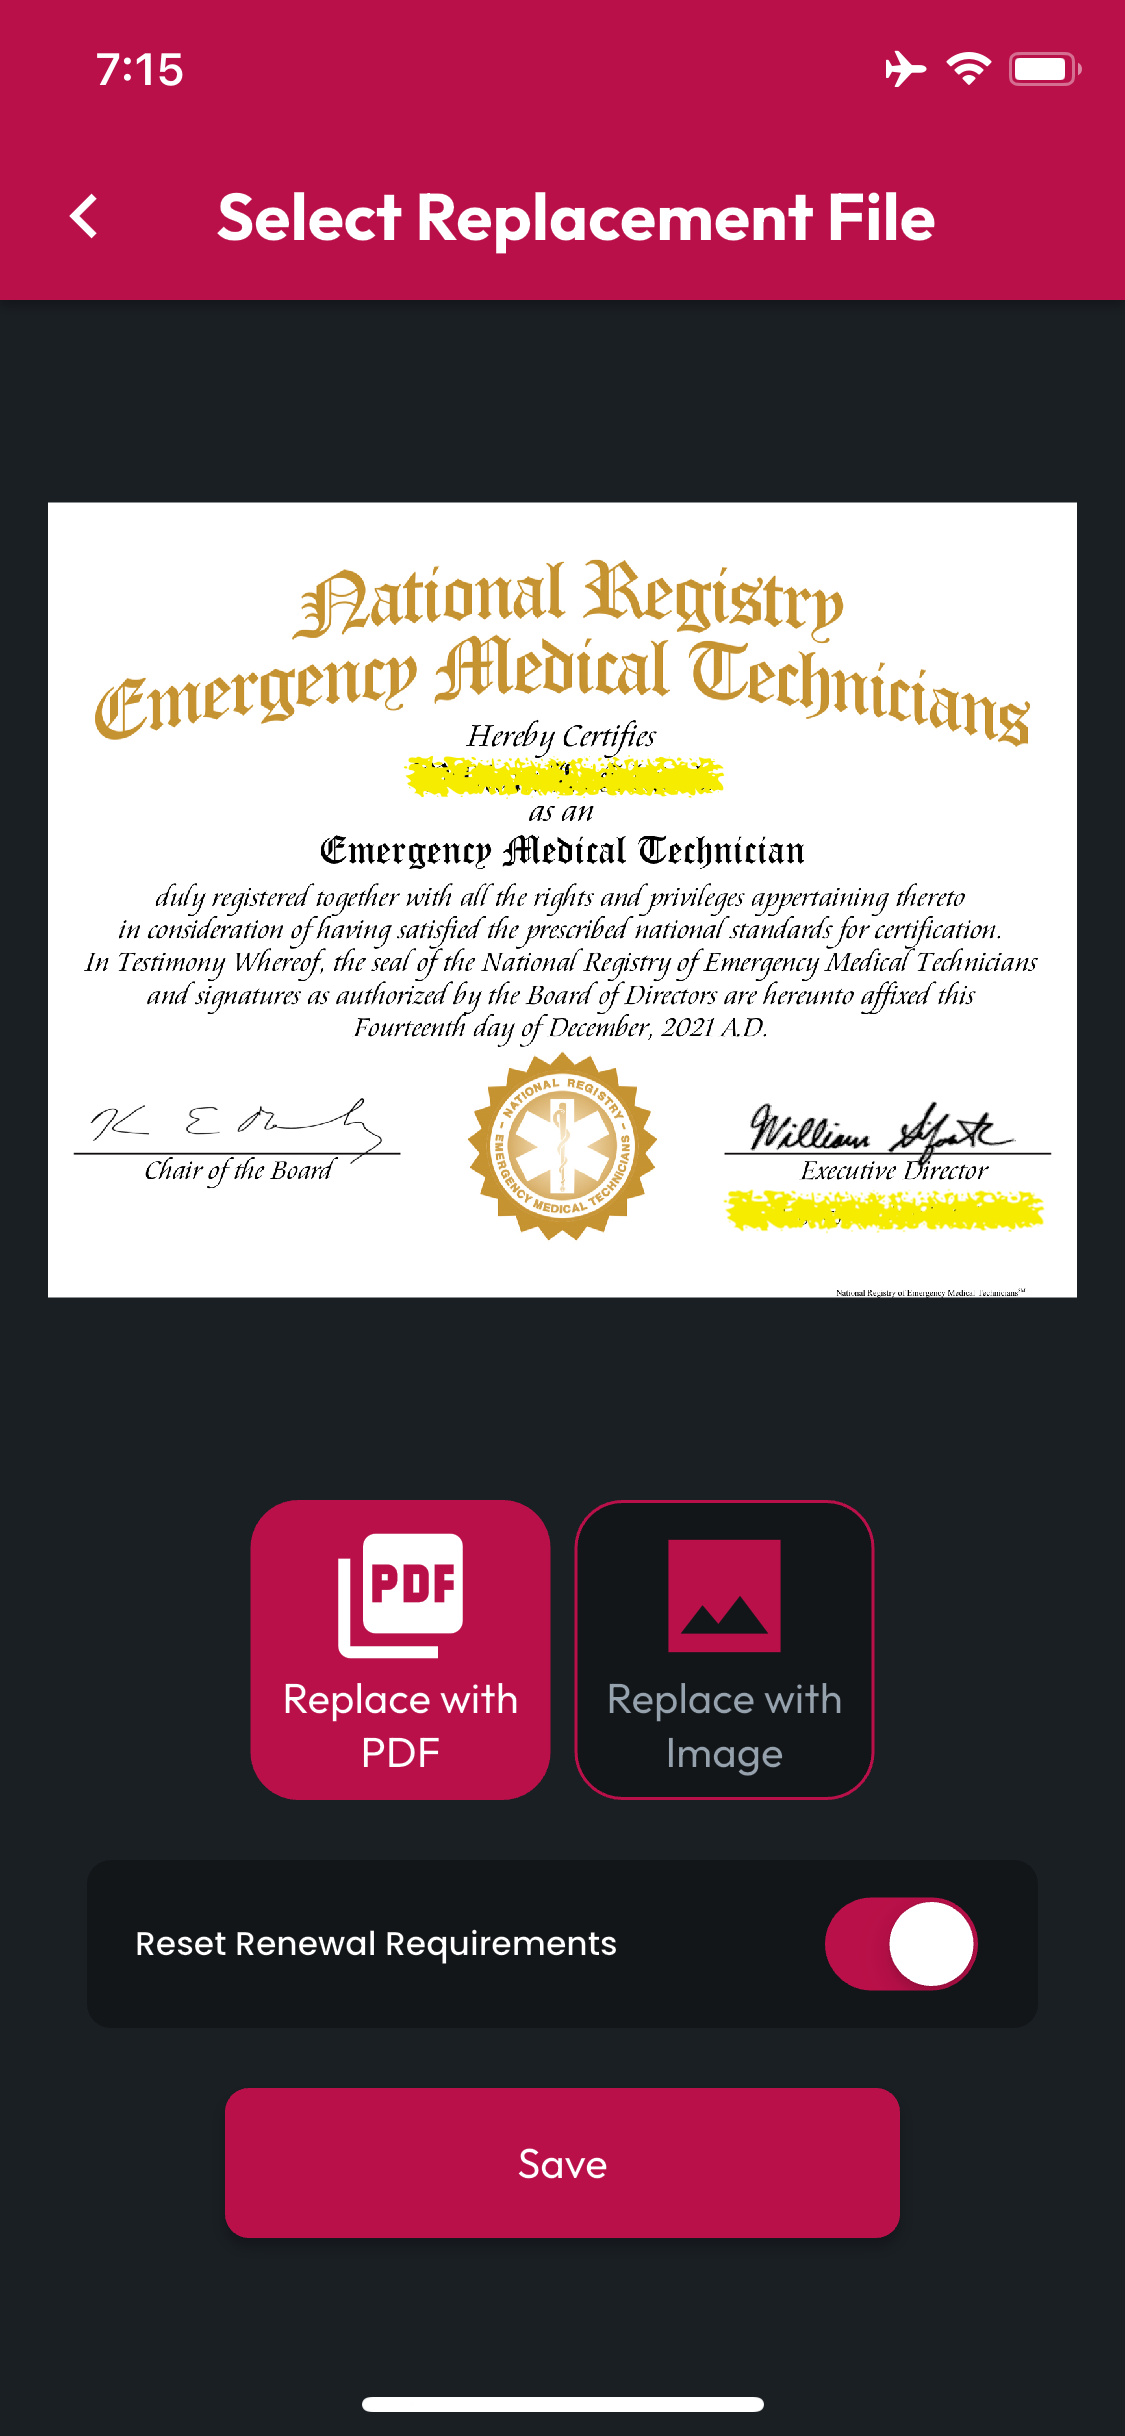 7:15
Select Replacement File
National Registry
Emergency Medical Technicians
Hereby Certifies
as an
Emergency Medical Technician
duly registered together with all the rights and privileges appertaining thereto
in consideration of having satisfied the prescribed national standards for certification.
In Testimony Whereof, the seal of the National Registry of Emergency Medical Technicians
and signatures as authorized by the Board of Directors are hereunto affixed this
Fourteenth day of December, 2021 A.D.
NATIONAL REGISTRY
EMERGENCY MEDICAL TECHNICIANS
William
Chair of the Board
Executive Director
National Registry of Emergency Medical Technicians℠
PDF
Replace with
PDF
Replace with
Image
Reset Renewal Requirements
Save